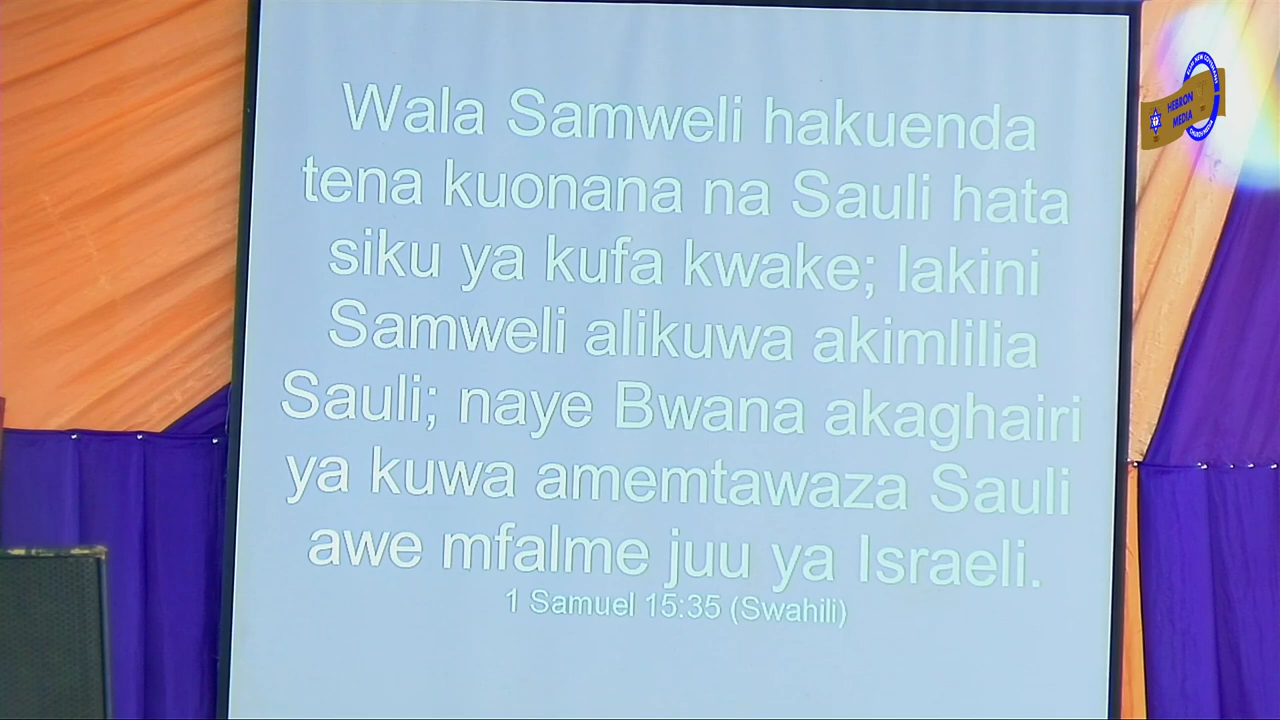 Wala Samweli hakuenda
tena kuonana na Sauli hata
siku ya kufa kwake; lakini
Samweli alikuwa akimlilia
Sauli; naye Bwana akaghairi
ya kuwa amemtawaza Sauli
awe mfalme juu ya Israeli.
1 Samuel 15:35 (Swahili)
HEBRON
MEDIA